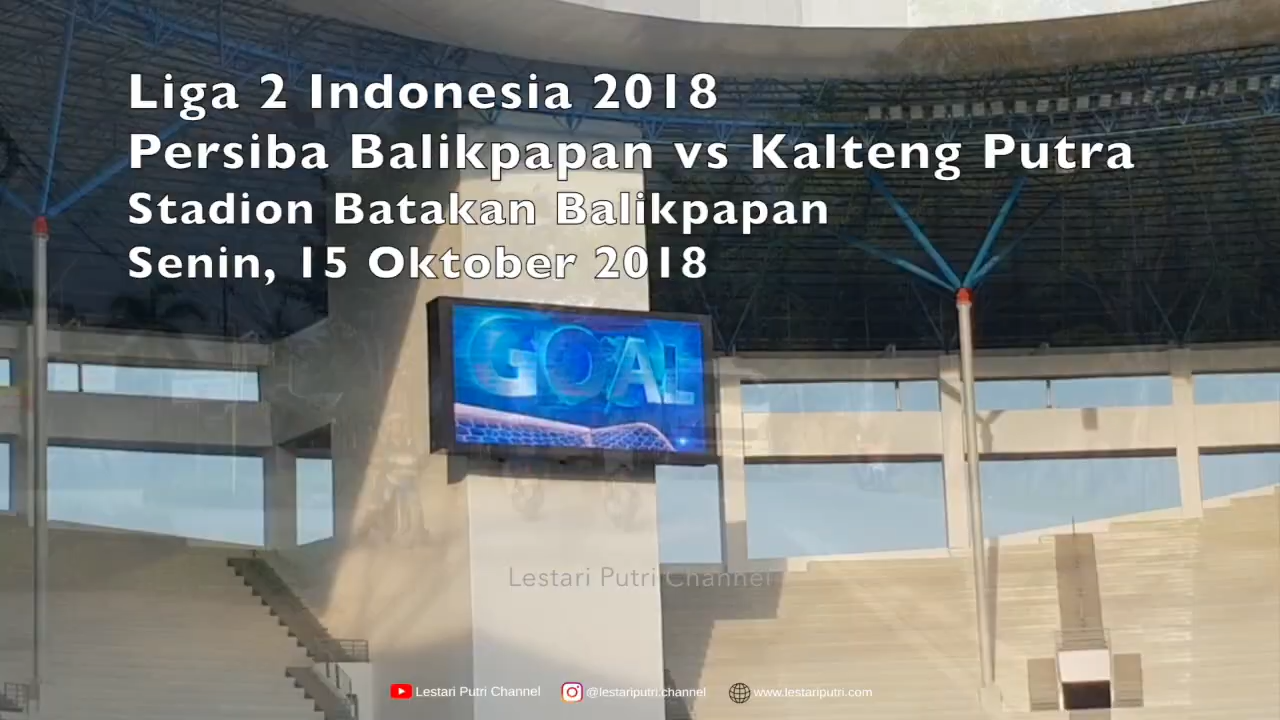 Liga 2 Indonesia 2018
Persiba Balikpapan vs Kalteng Putra
Stadion Batakan Balikpapan
Senin, 15 Oktober 2018
GOAL
Lestari Putri Channel
Lestari Putri Channel @lestariputri.channel www.lestariputri.com